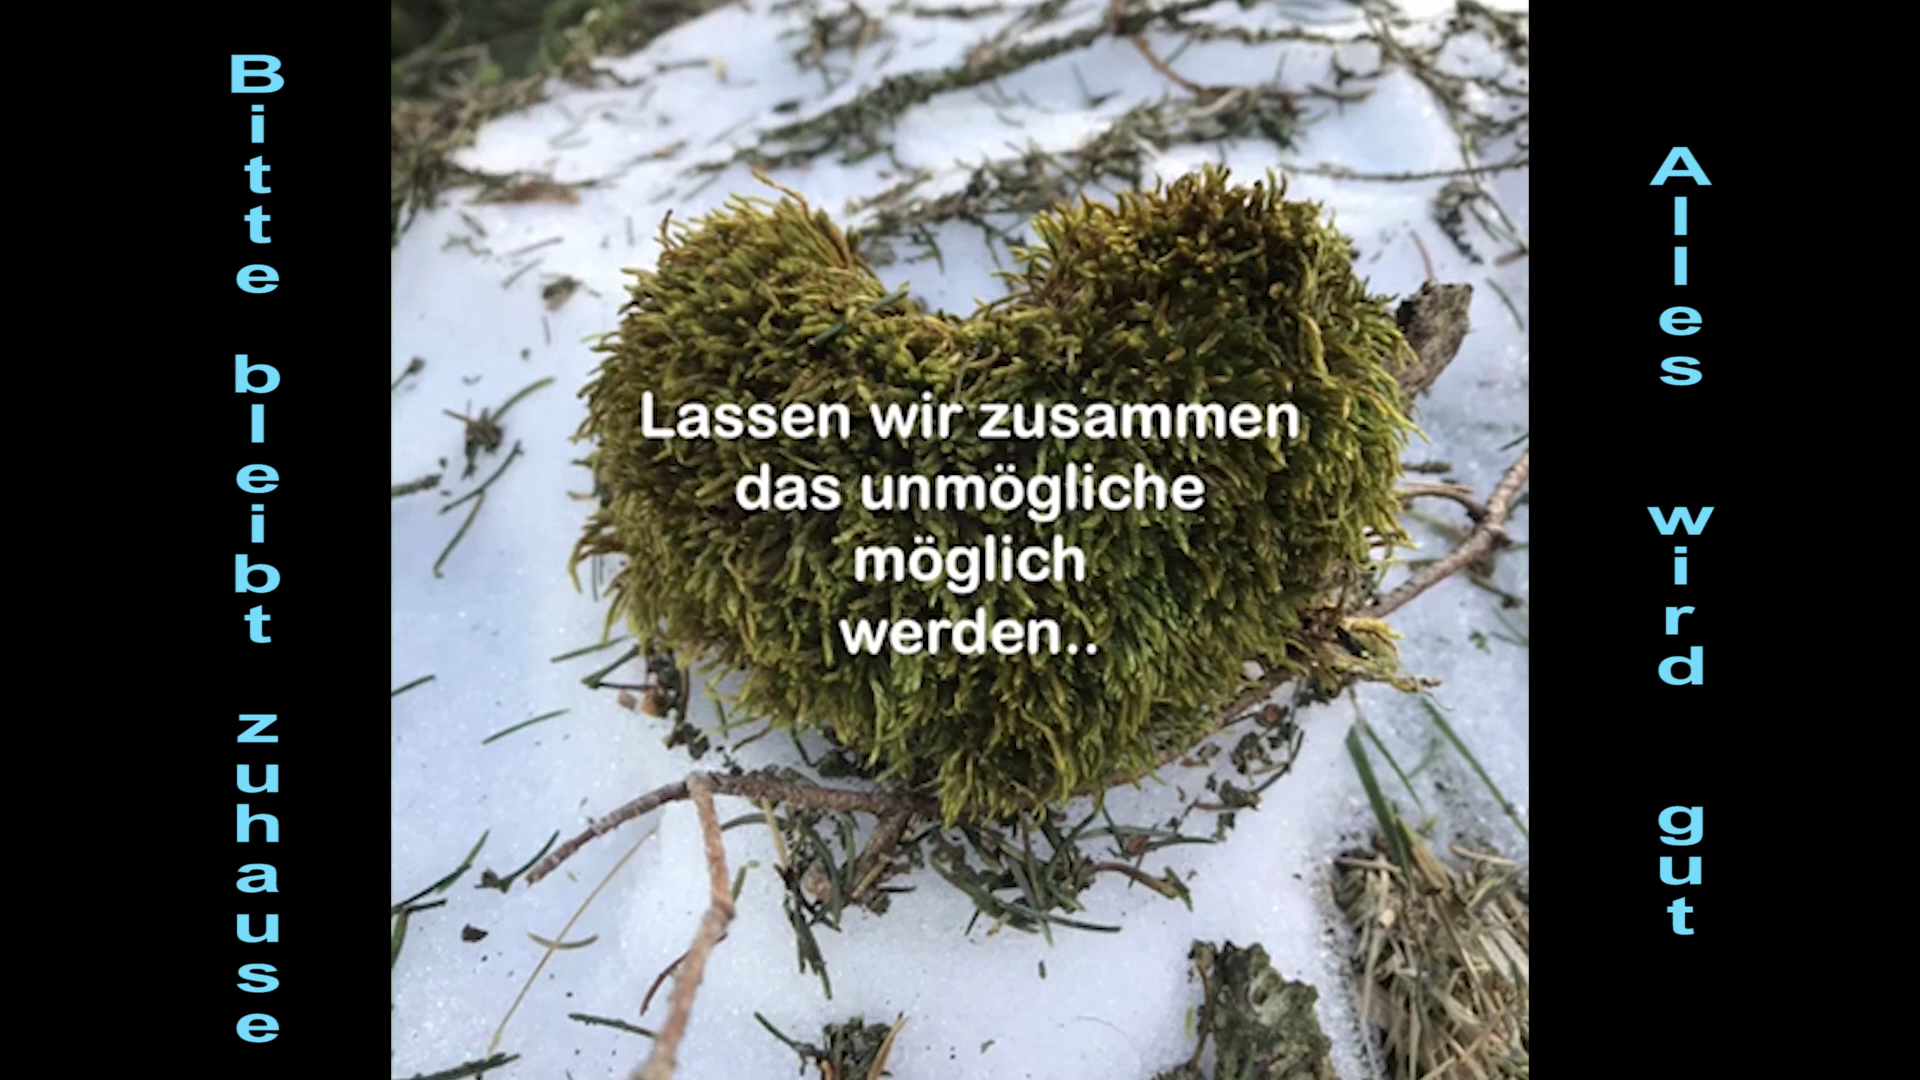 Bitte bleibt zuhause
Lassen wir zusammen
das unmögliche
möglich
werden..
Alles wird gut